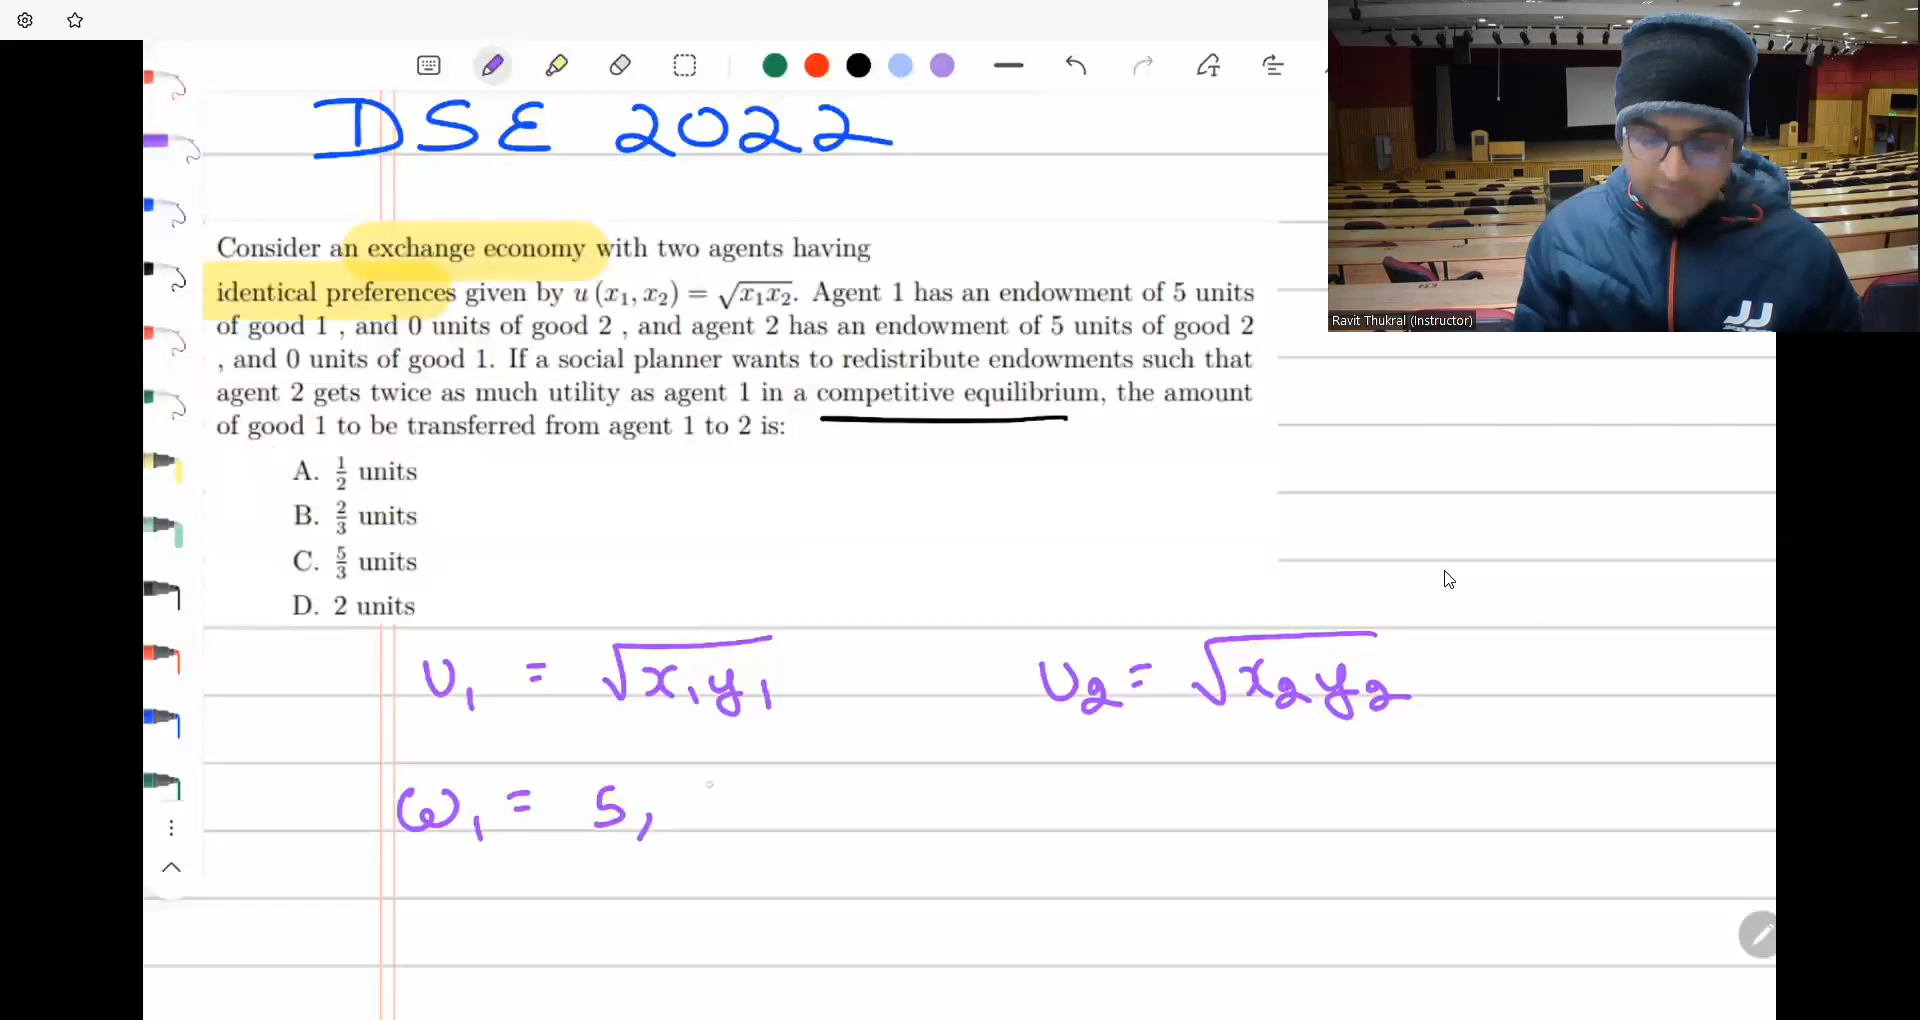 DSE 2022
Ravit Thukral (Instructor)
Consider an exchange economy with two agents having
identical preferences given by u (x₁, x₂) = √x₁x₂. Agent 1 has an endowment of 5 units
of good 1 , and 0 units of good 2 , and agent 2 has an endowment of 5 units of good 2
, and 0 units of good 1. If a social planner wants to redistribute endowments such that
agent 2 gets twice as much utility as agent 1 in a competitive equilibrium, the amount
of good 1 to be transferred from agent 1 to 2 is:
A. 1/2 units
B. 2/3 units
C. 5/3 units
D. 2 units
U₁ = √x₁y₁ U₂ = √x₂y₂
ω₁ = 5,